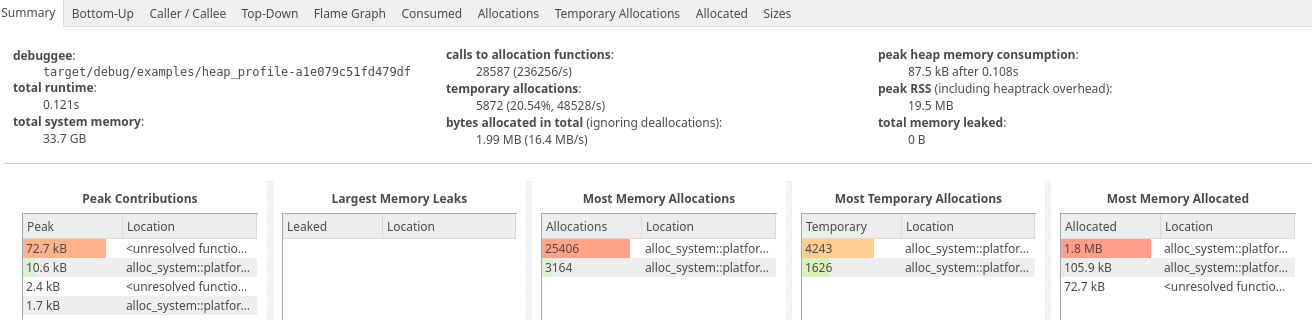 Summary Bottom-Up Caller / Callee Top-Down Flame Graph Consumed Allocations Temporary Allocations Allocated Sizes
debuggee:
target/debug/examples/heap_profile-a1e079c51fd479df
total runtime:
0.121s
total system memory:
33.7 GB
calls to allocation functions:
28587 (236256/s)
temporary allocations:
5872 (20.54%, 48528/s)
bytes allocated in total (ignoring deallocations):
1.99 MB (16.4 MB/s)
peak heap memory consumption:
87.5 kB after 0.108s
peak RSS (including heaptrack overhead):
19.5 MB
total memory leaked:
0 B
Peak Contributions
Peak Location
72.7 kB <unresolved functio...
10.6 kB alloc_system::platfor...
2.4 kB <unresolved functio...
1.7 kB alloc_system::platfor...
Largest Memory Leaks
Leaked Location
Most Memory Allocations
Allocations Location
25406 alloc_system::platfor...
3164 alloc_system::platfor...
Most Temporary Allocations
Temporary Location
4243 alloc_system::platfor...
1626 alloc_system::platfor...
Most Memory Allocated
Allocated Location
1.8 MB alloc_system::platfor...
105.9 kB alloc_system::platfor...
72.7 kB <unresolved functio...